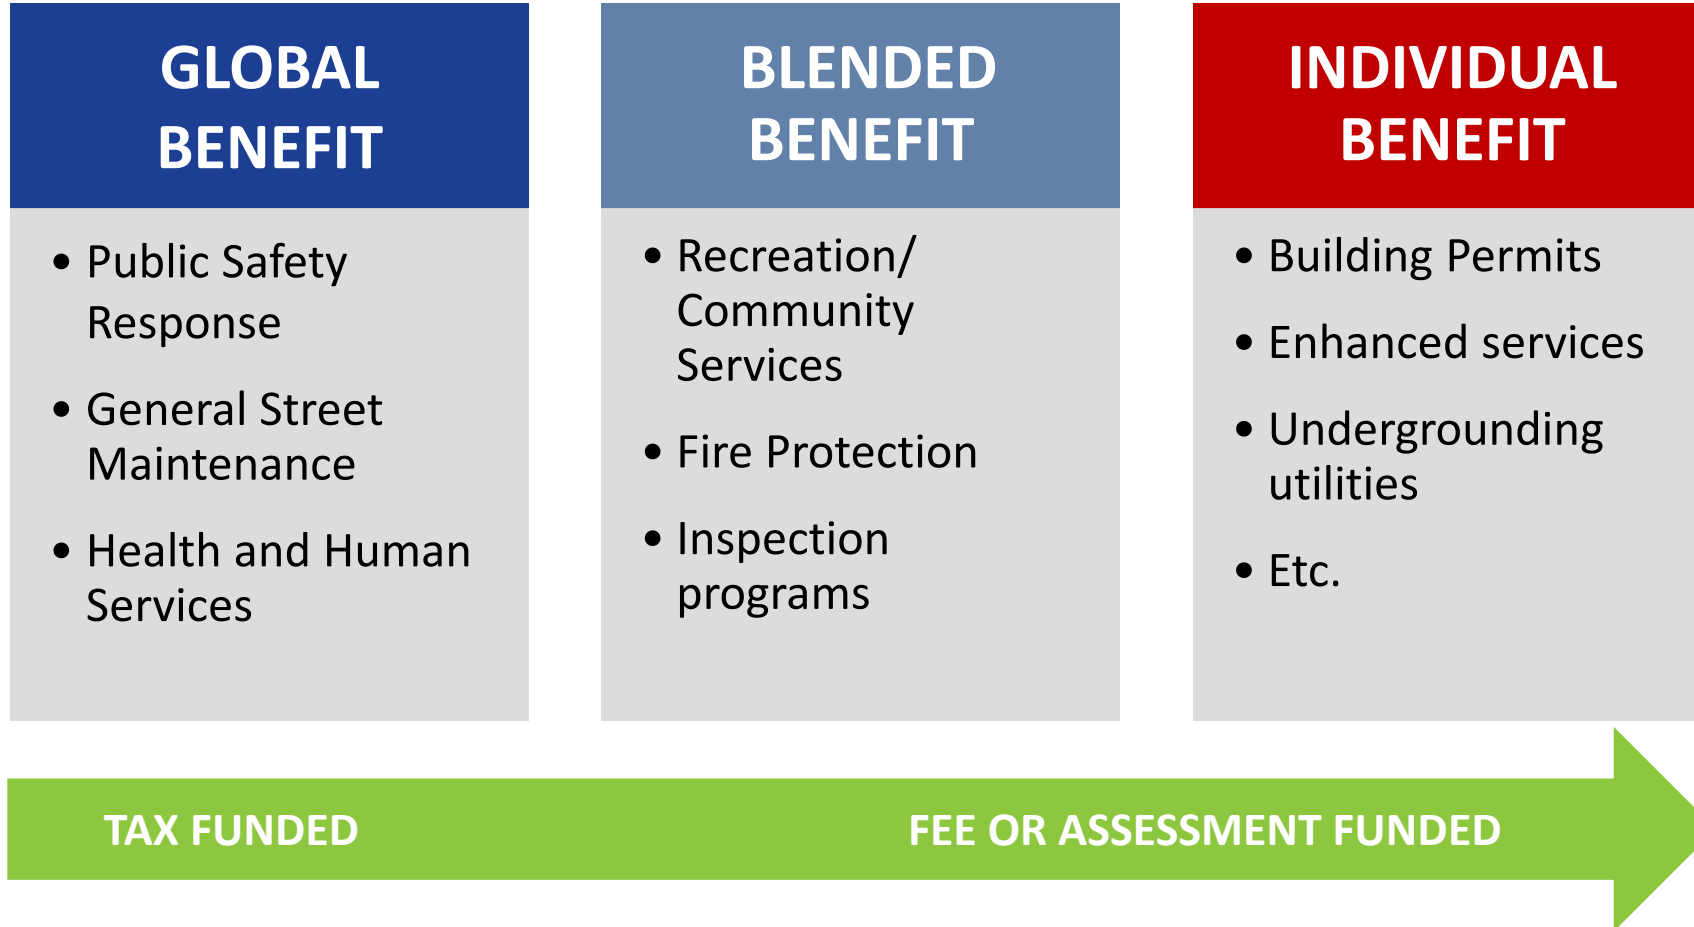 GLOBAL
BENEFIT
• Public Safety
Response
• General Street
Maintenance
• Health and Human
Services
BLENDED
BENEFIT
• Recreation/
Community
Services
• Fire Protection
• Inspection
programs
INDIVIDUAL
BENEFIT
• Building Permits
• Enhanced services
• Undergrounding
utilities
• Etc.
TAX FUNDED
FEE OR ASSESSMENT FUNDED